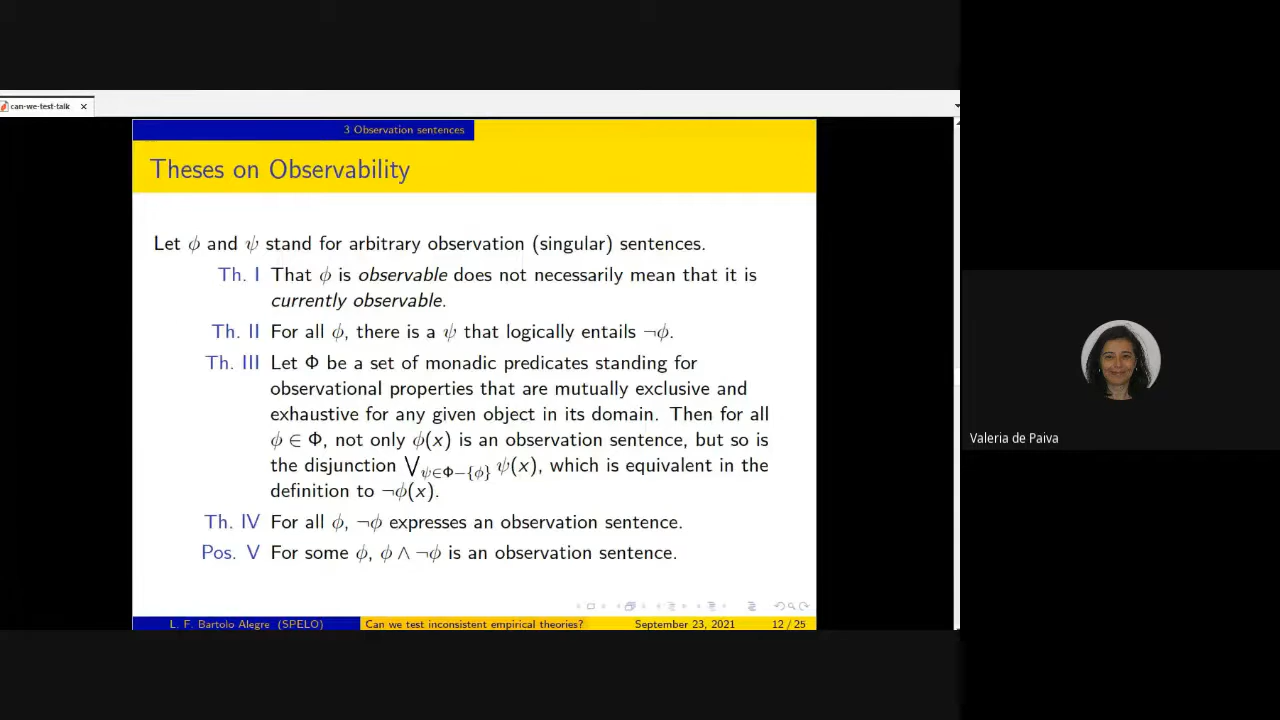 can-we-test-talk
3 Observation sentences
Theses on Observability
Let ϕ and ψ stand for arbitrary observation (singular) sentences.
Th. I That ϕ is observable does not necessarily mean that it is
currently observable.
Th. II For all ϕ, there is a ψ that logically entails ¬ϕ.
Th. III Let Φ be a set of monadic predicates standing for
observational properties that are mutually exclusive and
exhaustive for any given object in its domain. Then for all
ϕ ∈ Φ, not only ϕ(x) is an observation sentence, but so is
the disjunction ⋁ψ∈Φ−{ϕ} ψ(x), which is equivalent in the
definition to ¬ϕ(x).
Th. IV For all ϕ, ¬ϕ expresses an observation sentence.
Pos. V For some ϕ, ϕ ∧ ¬ϕ is an observation sentence.
L. F. Bartolo Alegre (SPELO) Can we test inconsistent empirical theories? September 23, 2021 12 / 25
Valeria de Paiva